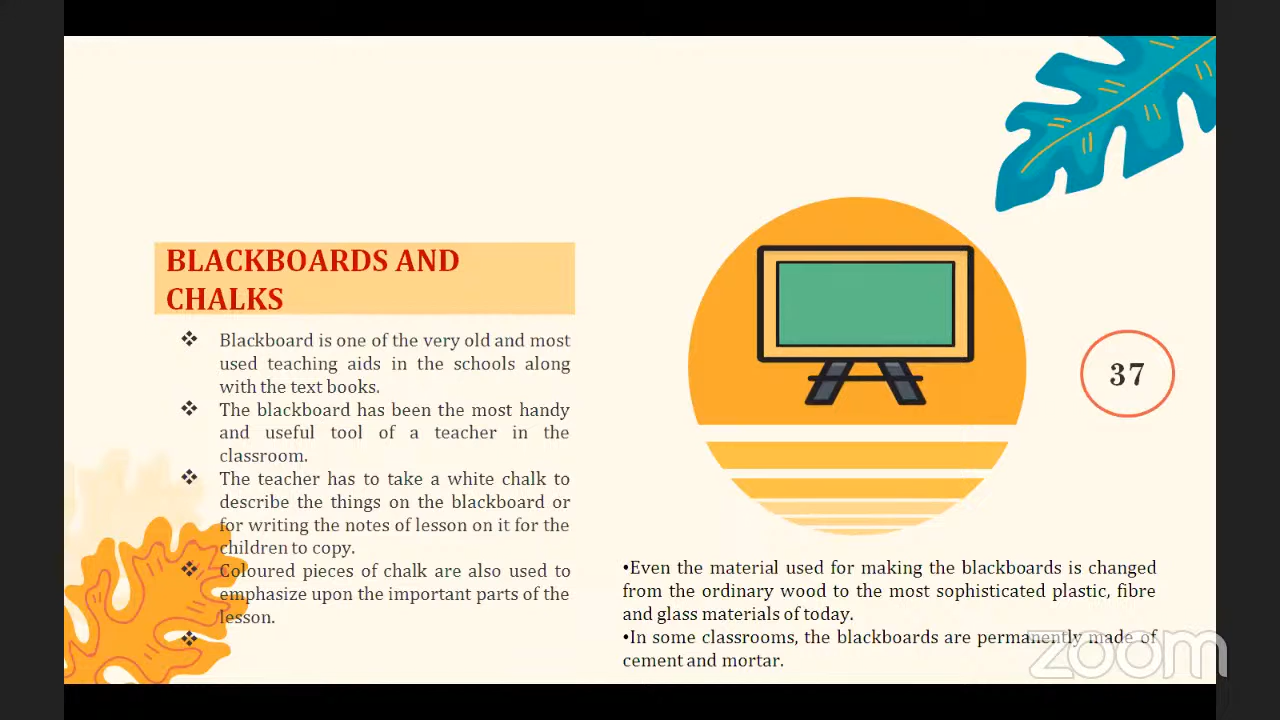 BLACKBOARDS AND
CHALKS
❖ Blackboard is one of the very old and most
used teaching aids in the schools along
with the text books.
❖ The blackboard has been the most handy
and useful tool of a teacher in the
classroom.
❖ The teacher has to take a white chalk to
describe the things on the blackboard or
for writing the notes of lesson on it for the
children to copy.
❖ Coloured pieces of chalk are also used to
emphasize upon the important parts of the
lesson.
❖
37
•Even the material used for making the blackboards is changed
from the ordinary wood to the most sophisticated plastic, fibre
and glass materials of today.
•In some classrooms, the blackboards are permanently made of
cement and mortar.
zoom